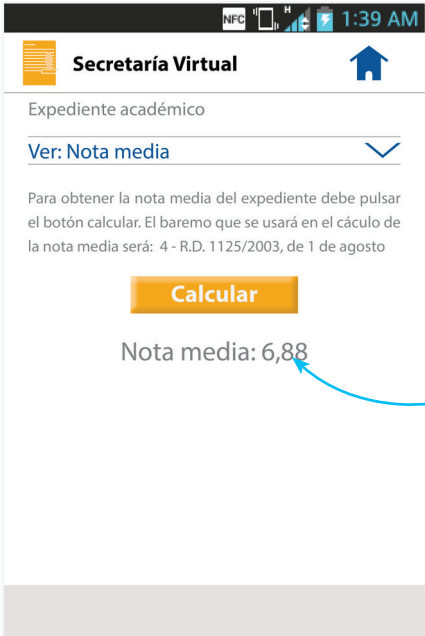 NFC H 1:39 AM
Secretaría Virtual
Expediente académico
Ver: Nota media
Para obtener la nota media del expediente debe pulsar
el botón calcular. El baremo que se usará en el cáculo de
la nota media será: 4 - R.D. 1125/2003, de 1 de agosto
Calcular
Nota media: 6,88